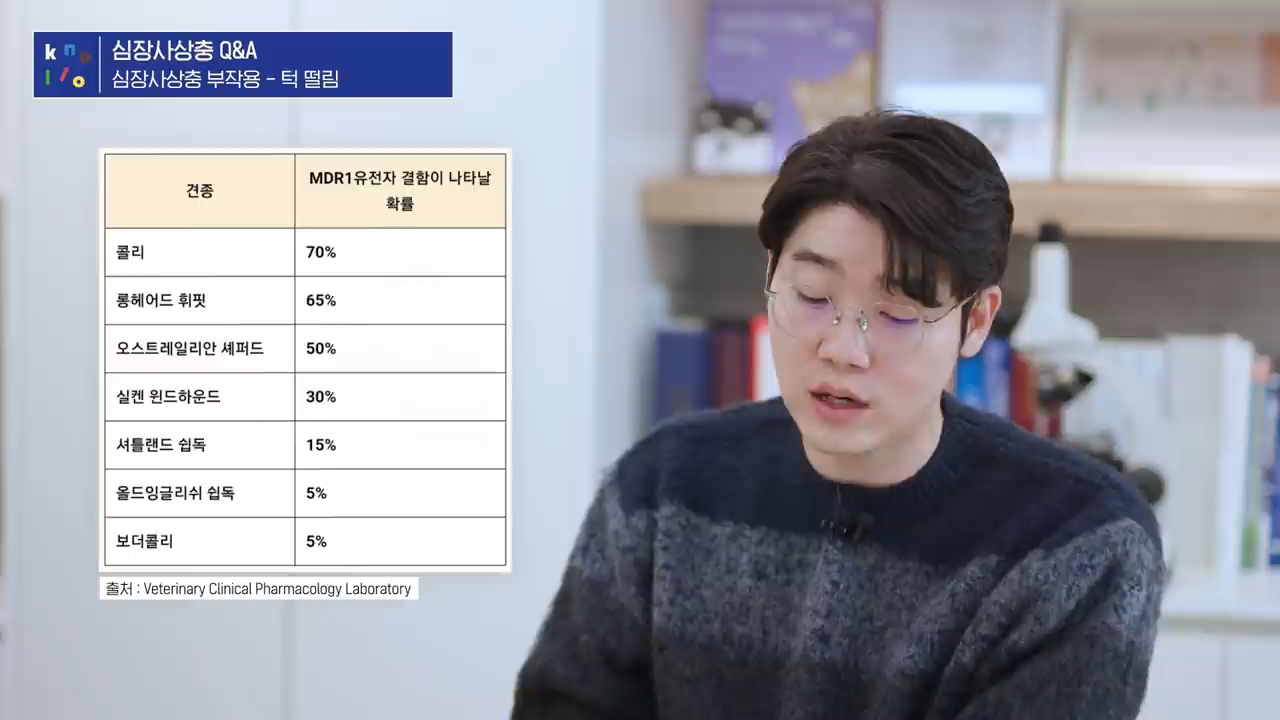 kn
심장사상충 Q&A
심장사상충 부작용 - 턱 떨림
견종
MDR1유전자 결함이 나타날
확률
콜리
70%
롱헤어드 휘핏
65%
오스트레일리안 셰퍼드
50%
실켄 윈드하운드
30%
셔틀랜드 쉽독
15%
올드잉글리쉬 쉽독
5%
보더콜리
5%
출처 : Veterinary Clinical Pharmacology Laboratory